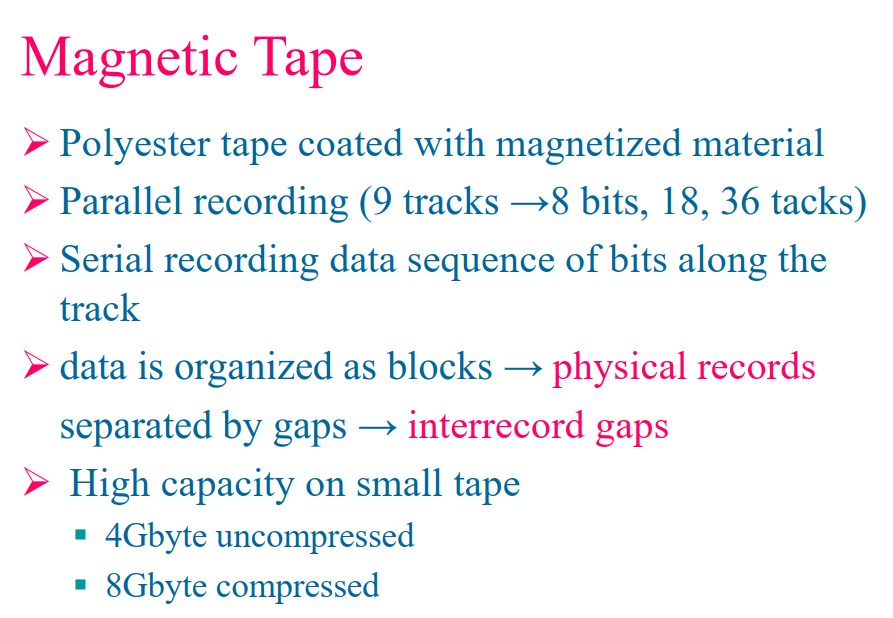 Magnetic Tape
➢ Polyester tape coated with magnetized material
➢ Parallel recording (9 tracks →8 bits, 18, 36 tacks)
➢ Serial recording data sequence of bits along the
track
➢ data is organized as blocks → physical records
separated by gaps → interrecord gaps
➢ High capacity on small tape
▪ 4Gbyte uncompressed
▪ 8Gbyte compressed